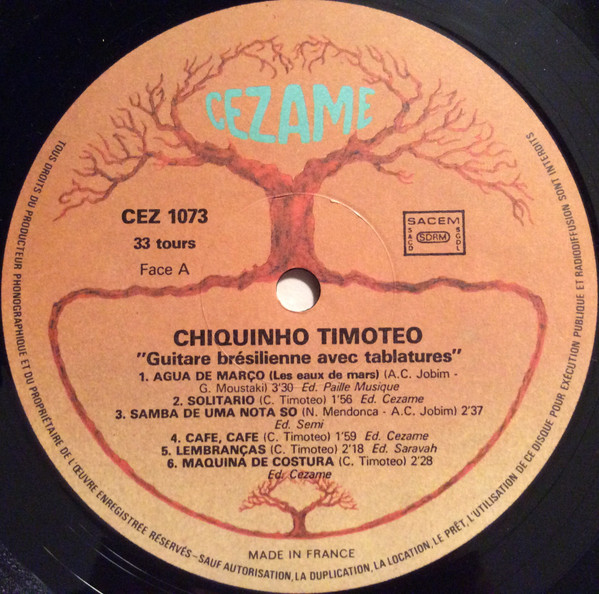 CEZAME
CEZ 1073
33 tours
Face A
SACEM
SACD
SDRM
SGDL
CHIQUINHO TIMOTEO
"Guitare brésilienne avec tablatures"
1. AGUA DE MARÇO (Les eaux de mars) (A.C. Jobim -
G. Moustaki) 3'30 Ed. Paille Musique
2. SOLITARIO (C. Timoteo) 1'56 Ed. Cezame
3. SAMBA DE UMA NOTA SO (N. Mendonca - A.C. Jobim) 2'37
Ed. Semi
4. CAFE, CAFE (C. Timoteo) 1'59 Ed. Cezame
5. LEMBRANÇAS (C. Timoteo) 2'18 Ed. Saravah
6. MAQUINA DE COSTURA (C. Timoteo) 2'28
Ed. Cezame
MADE IN FRANCE
TOUS DROITS DU PRODUCTEUR PHONOGRAPHIQUE ET DU PROPRIÉTAIRE DE L'ŒUVRE ENREGISTRÉE RÉSERVÉS - SAUF AUTORISATION, LA DUPLICATION, LA LOCATION, LE PRÊT, L'UTILISATION DE CE DISQUE POUR EXÉCUTION PUBLIQUE ET RADIODIFFUSION SONT INTERDITS